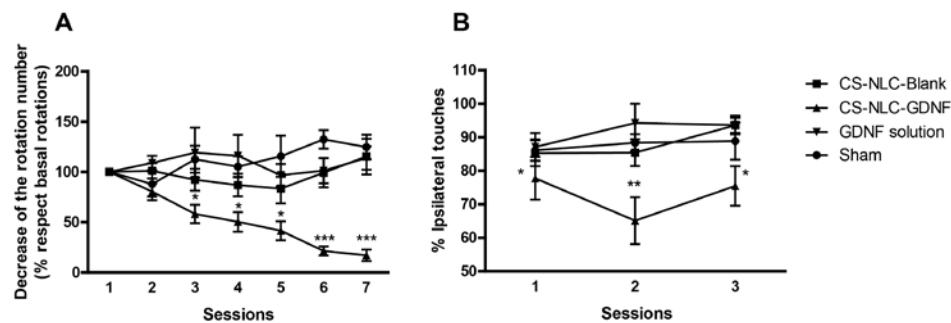 A
Decrease of the rotation number
(% respect basal rotations)
200
150
100
50
0
*
*
*
***
***
1 2 3 4 5 6 7
Sessions
B
% Ipsilateral touches
110
100
90
80
70
60
50
*
**
*
1 2 3
Sessions
CS-NLC-Blank
CS-NLC-GDNF
GDNF solution
Sham